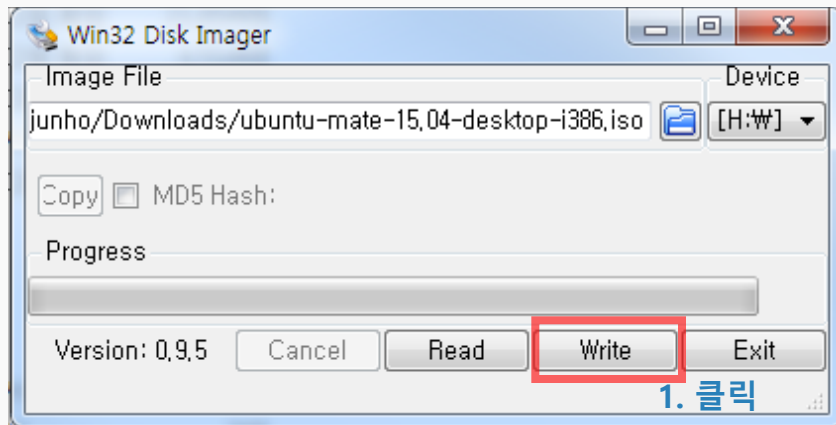 Win32 Disk Imager
Image File
Device
junho/Downloads/ubuntu-mate-15,04-desktop-i386,iso
[H:₩]
Copy
MD5 Hash:
Progress
Version: 0,9,5
Cancel
Read
Write
Exit
1. 클릭